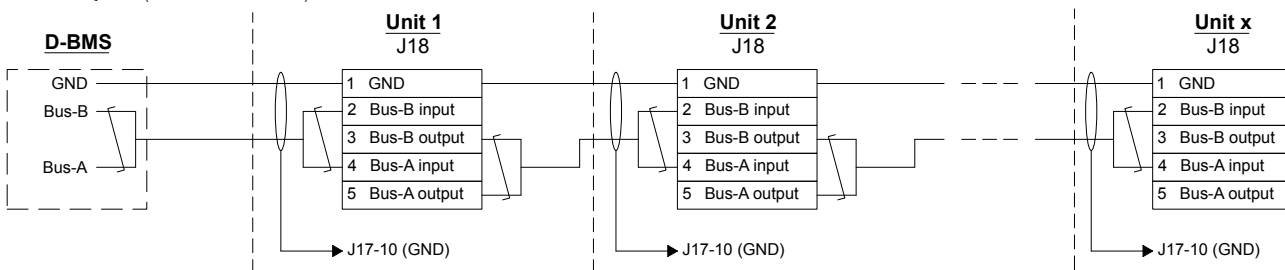 D-BMS
GND
Bus-B
Bus-A
Unit 1
J18
1 GND
2 Bus-B input
3 Bus-B output
4 Bus-A input
5 Bus-A output
J17-10 (GND)
Unit 2
J18
1 GND
2 Bus-B input
3 Bus-B output
4 Bus-A input
5 Bus-A output
J17-10 (GND)
Unit x
J18
1 GND
2 Bus-B input
3 Bus-B output
4 Bus-A input
5 Bus-A output
J17-10 (GND)